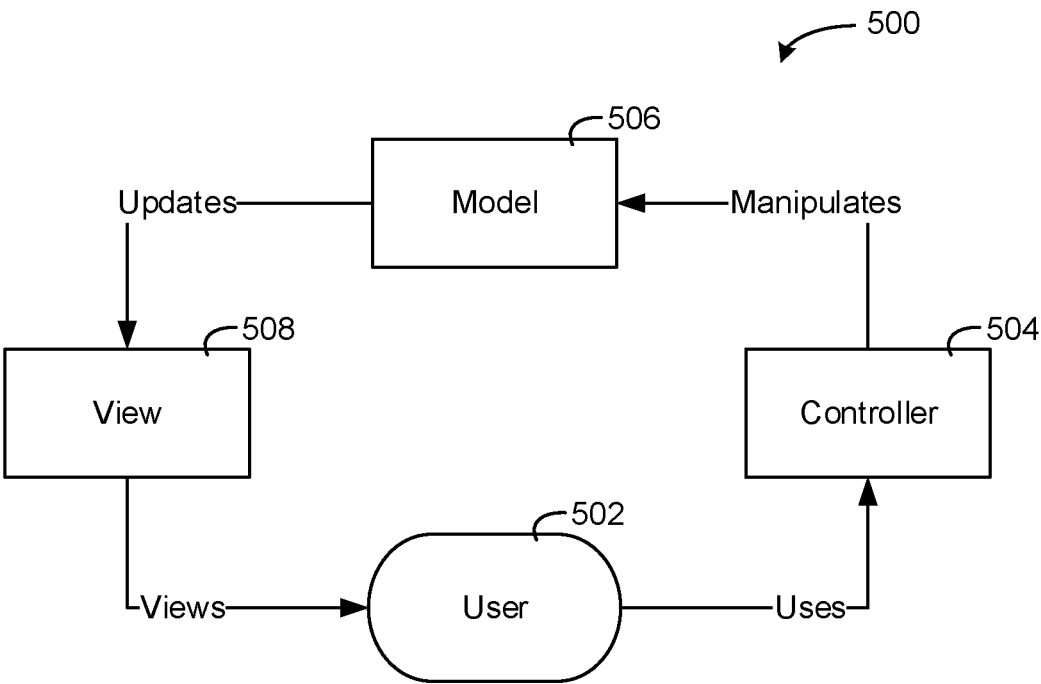 500
506
Updates
Model
Manipulates
508
504
View
Controller
502
Views
User
Uses